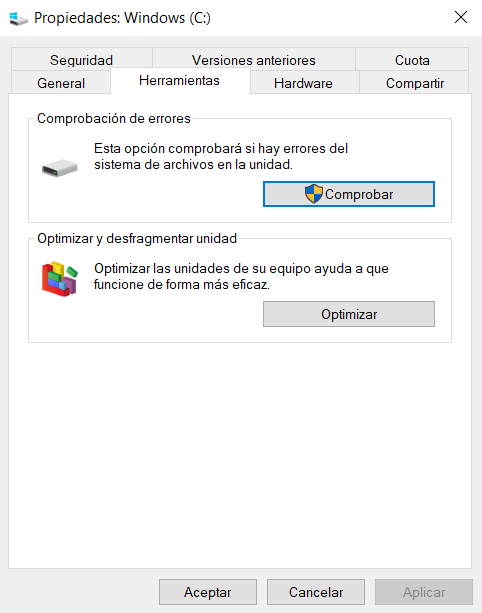 Propiedades: Windows (C:)
Seguridad
Versiones anteriores
Cuota
General
Herramientas
Hardware
Compartir
Comprobación de errores
Esta opción comprobará si hay errores del
sistema de archivos en la unidad.
Comprobar
Optimizar y desfragmentar unidad
Optimizar las unidades de su equipo ayuda a que
funcione de forma más eficaz.
Optimizar
Aceptar
Cancelar
Aplicar